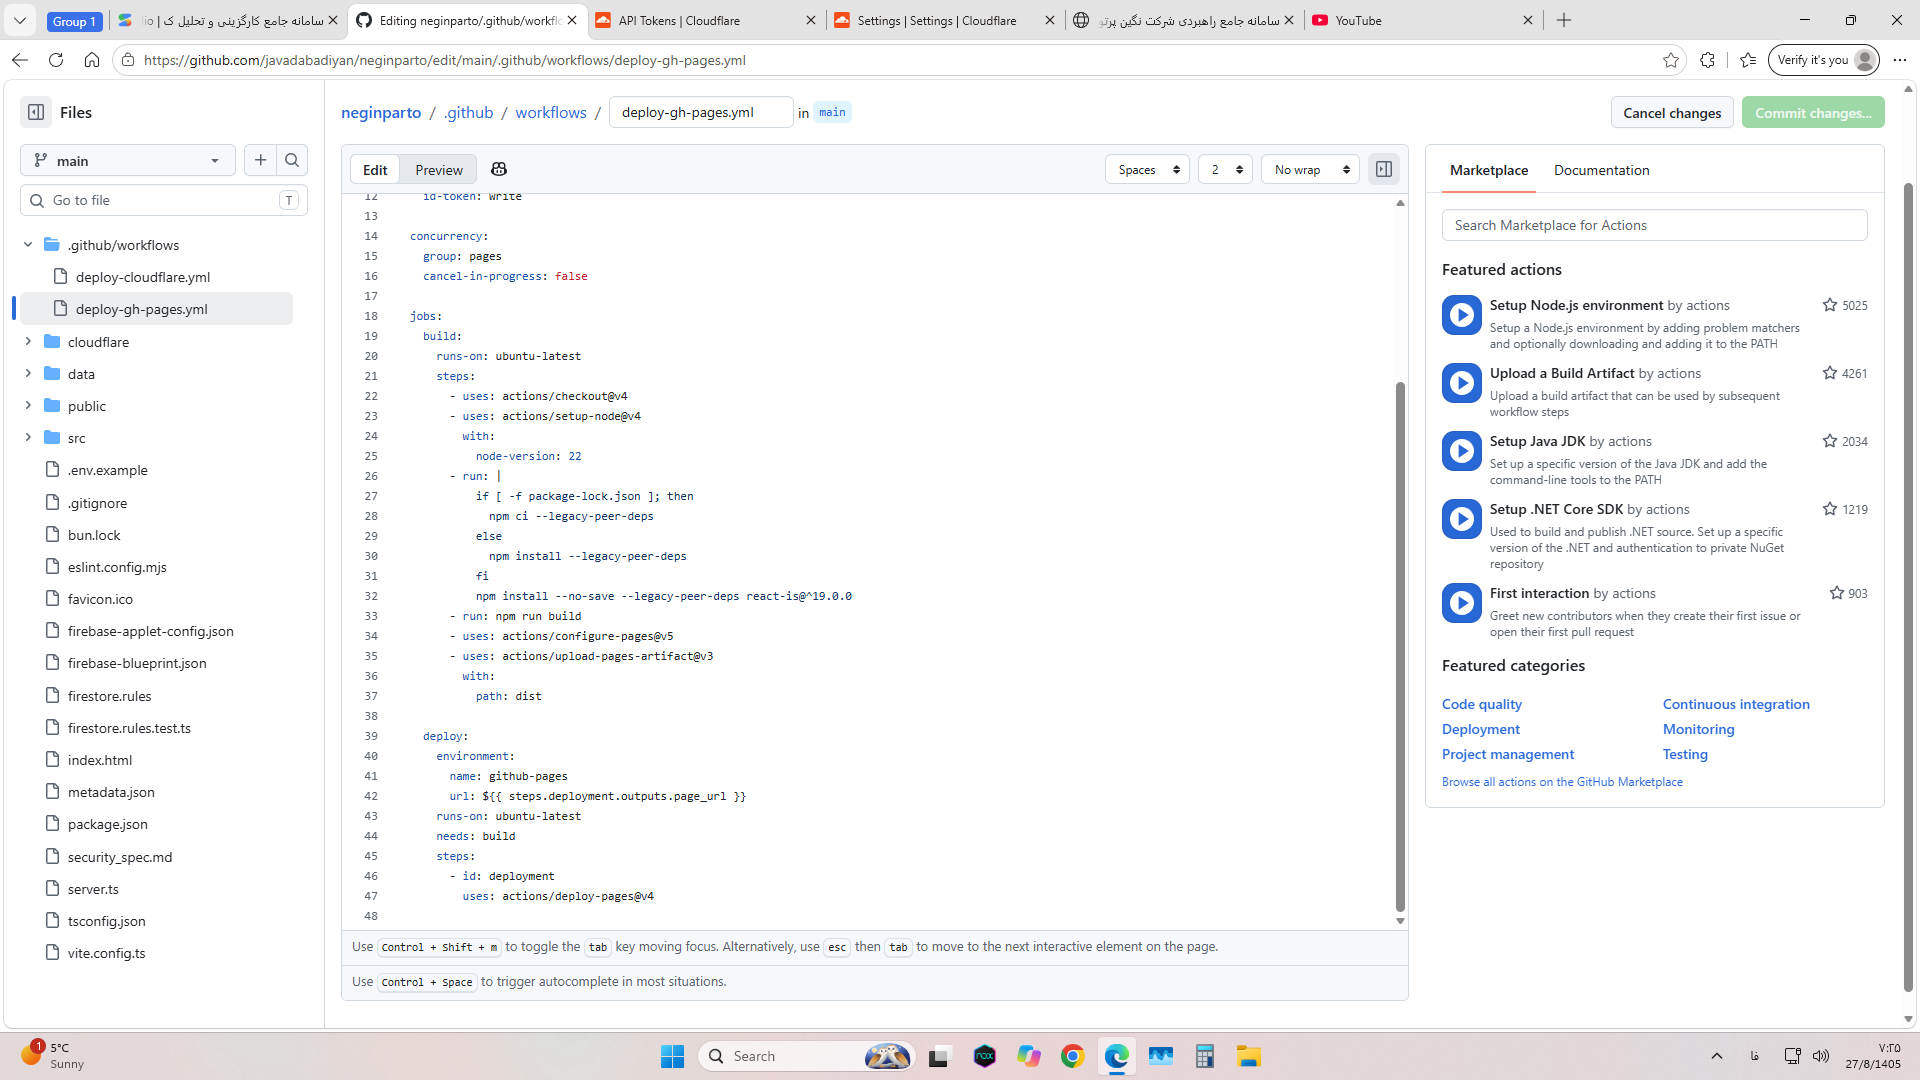 Group 1
سامانه جامع کارگزینی و تحلیل ک | lio
Editing neginparto/.github/workflo
API Tokens | Cloudflare
Settings | Settings | Cloudflare
سامانه جامع راهبردی شرکت نگین پرتو
YouTube
https://github.com/javadabadiyan/neginparto/edit/main/.github/workflows/deploy-gh-pages.yml
Verify it's you
Files
neginparto / .github / workflows / deploy-gh-pages.yml in main
Cancel changes
Commit changes...
main
Go to file
T
.github/workflows
deploy-cloudflare.yml
deploy-gh-pages.yml
cloudflare
data
public
src
.env.example
.gitignore
bun.lock
eslint.config.mjs
favicon.ico
firebase-applet-config.json
firebase-blueprint.json
firestore.rules
firestore.rules.test.ts
index.html
metadata.json
package.json
security_spec.md
server.ts
tsconfig.json
vite.config.ts
Edit
Preview
Spaces
2
No wrap
12 id-token: write
13
14 concurrency:
15 group: pages
16 cancel-in-progress: false
17
18 jobs:
19 build:
20 runs-on: ubuntu-latest
21 steps:
22 - uses: actions/checkout@v4
23 - uses: actions/setup-node@v4
24 with:
25 node-version: 22
26 - run: |
27 if [ -f package-lock.json ]; then
28 npm ci --legacy-peer-deps
29 else
30 npm install --legacy-peer-deps
31 fi
32 npm install --no-save --legacy-peer-deps react-is@^19.0.0
33 - run: npm run build
34 - uses: actions/configure-pages@v5
35 - uses: actions/upload-pages-artifact@v3
36 with:
37 path: dist
38
39 deploy:
40 environment:
41 name: github-pages
42 url: ${{ steps.deployment.outputs.page_url }}
43 runs-on: ubuntu-latest
44 needs: build
45 steps:
46 - id: deployment
47 uses: actions/deploy-pages@v4
48
Use Control + Shift + m to toggle the tab key moving focus. Alternatively, use esc then tab to move to the next interactive element on the page.
Use Control + Space to trigger autocomplete in most situations.
Marketplace
Documentation
Search Marketplace for Actions
Featured actions
Setup Node.js environment by actions
5025
Setup a Node.js environment by adding problem matchers
and optionally downloading and adding it to the PATH
Upload a Build Artifact by actions
4261
Upload a build artifact that can be used by subsequent
workflow steps
Setup Java JDK by actions
2034
Set up a specific version of the Java JDK and add the
command-line tools to the PATH
Setup .NET Core SDK by actions
1219
Used to build and publish .NET source. Set up a specific
version of the .NET and authentication to private NuGet
repository
First interaction by actions
903
Greet new contributors when they create their first issue or
open their first pull request
Featured categories
Code quality
Continuous integration
Deployment
Monitoring
Project management
Testing
Browse all actions on the GitHub Marketplace
1
5°C
Sunny
Search
nox
فا
۷:۲۵
27/8/1405